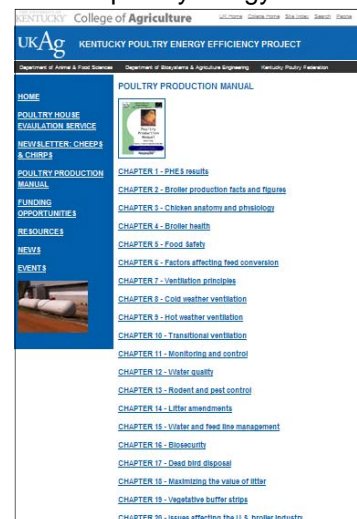 KENTUCKY College of Agriculture UK Home College Home Site Index Search People
UKAg KENTUCKY POULTRY ENERGY EFFICIENCY PROJECT
Department of Animal & Food Sciences Department of Biosystems & Agriculture Engineering Kentucky Poultry Federation
HOME
POULTRY HOUSE
EVAULATION SERVICE
NEWSLETTER: CHEEPS
& CHIRPS
POULTRY PRODUCTION
MANUAL
FUNDING
OPPORTUNITIES
RESOURCES
NEWS
EVENTS
POULTRY PRODUCTION MANUAL
CHAPTER 1 - PHES results
CHAPTER 2 - Broiler production facts and figures
CHAPTER 3 - Chicken anatomy and physiology
CHAPTER 4 - Broiler health
CHAPTER 5 - Food Safety
CHAPTER 6 - Factors affecting feed conversion
CHAPTER 7 - Ventilation principles
CHAPTER 8 - Cold weather ventilation
CHAPTER 9 - Hot weather ventilation
CHAPTER 10 - Transitional ventilation
CHAPTER 11 - Monitoring and control
CHAPTER 12 - Water quality
CHAPTER 13 - Rodent and pest control
CHAPTER 14 - Litter amendments
CHAPTER 15 - Water and feed line management
CHAPTER 16 - Biosecurity
CHAPTER 17 - Dead bird disposal
CHAPTER 18 - Maximizing the value of litter
CHAPTER 19 - Vegetative buffer strips
CHAPTER 20 - Issues affecting the U.S. broiler industry